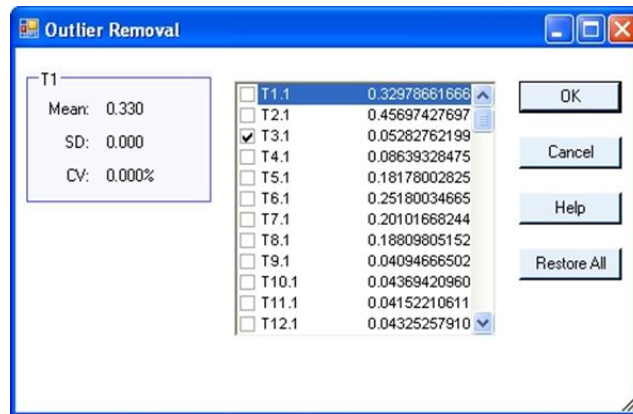 Outlier Removal
T1
Mean: 0.330
SD: 0.000
CV: 0.000%
T1.1 0.32978661666
T2.1 0.45697427697
T3.1 0.05282762199
T4.1 0.08639328475
T5.1 0.18178002825
T6.1 0.25180034665
T7.1 0.20101668244
T8.1 0.18809805152
T9.1 0.04094666502
T10.1 0.04369420960
T11.1 0.04152210611
T12.1 0.04325257910
OK
Cancel
Help
Restore All